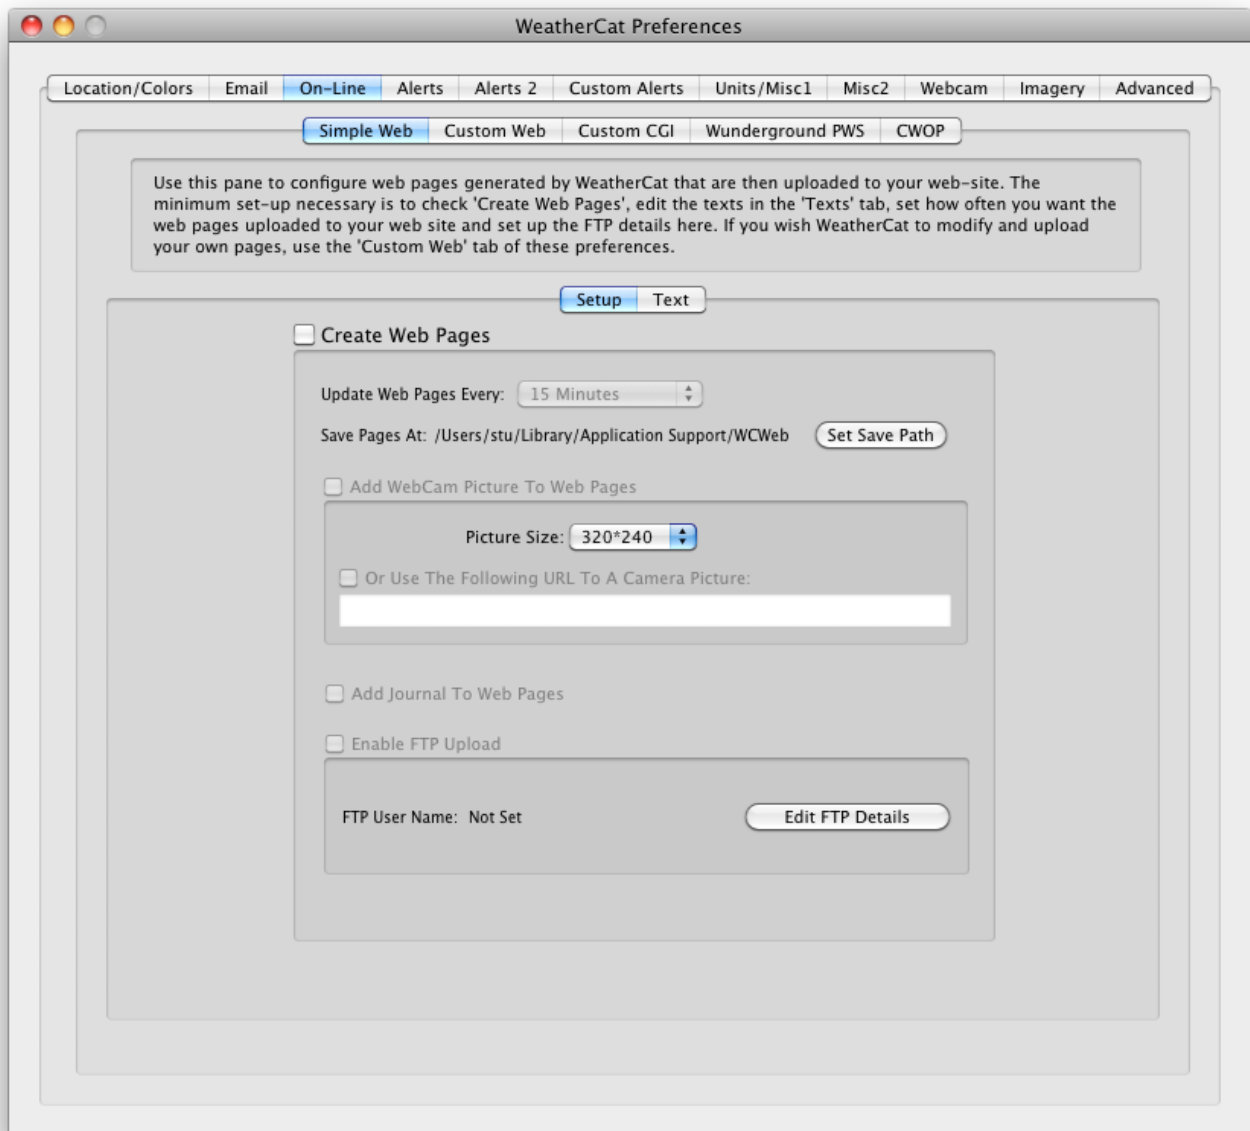 WeatherCat Preferences
Location/Colors Email On-Line Alerts Alerts 2 Custom Alerts Units/Misc1 Misc2 Webcam Imagery Advanced
Simple Web Custom Web Custom CGI Wunderground PWS CWOP
Use this pane to configure web pages generated by WeatherCat that are then uploaded to your web-site. The
minimum set-up necessary is to check 'Create Web Pages', edit the texts in the 'Texts' tab, set how often you want the
web pages uploaded to your web site and set up the FTP details here. If you wish WeatherCat to modify and upload
your own pages, use the 'Custom Web' tab of these preferences.
Setup Text
Create Web Pages
Update Web Pages Every: 15 Minutes
Save Pages At: /Users/stu/Library/Application Support/WCWeb Set Save Path
Add WebCam Picture To Web Pages
Picture Size: 320*240
Or Use The Following URL To A Camera Picture:
Add Journal To Web Pages
Enable FTP Upload
FTP User Name: Not Set Edit FTP Details